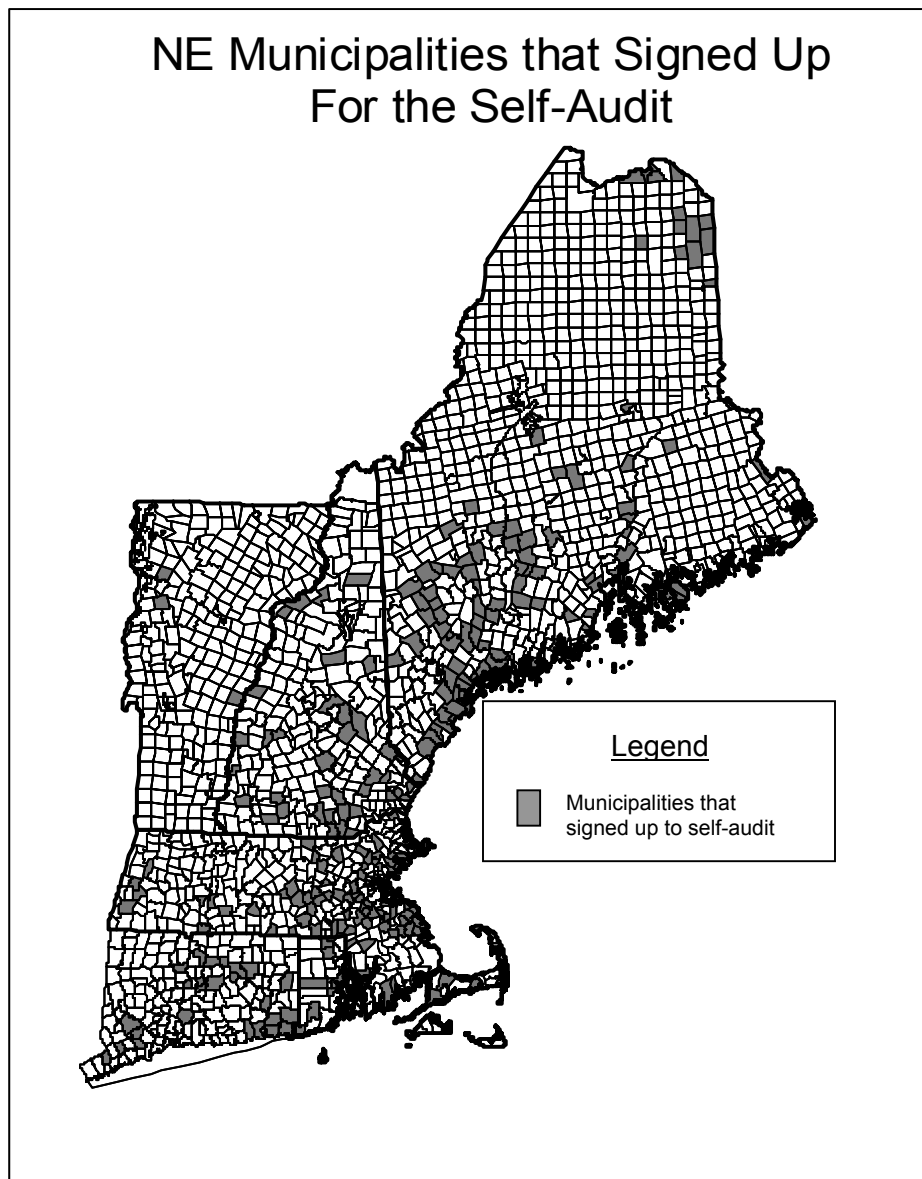 NE Municipalities that Signed Up
For the Self-Audit
Legend
Municipalities that
signed up to self-audit